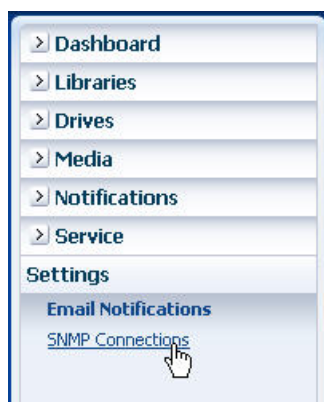 Dashboard
Libraries
Drives
Media
Notifications
Service
Settings
Email Notifications
SNMP Connections